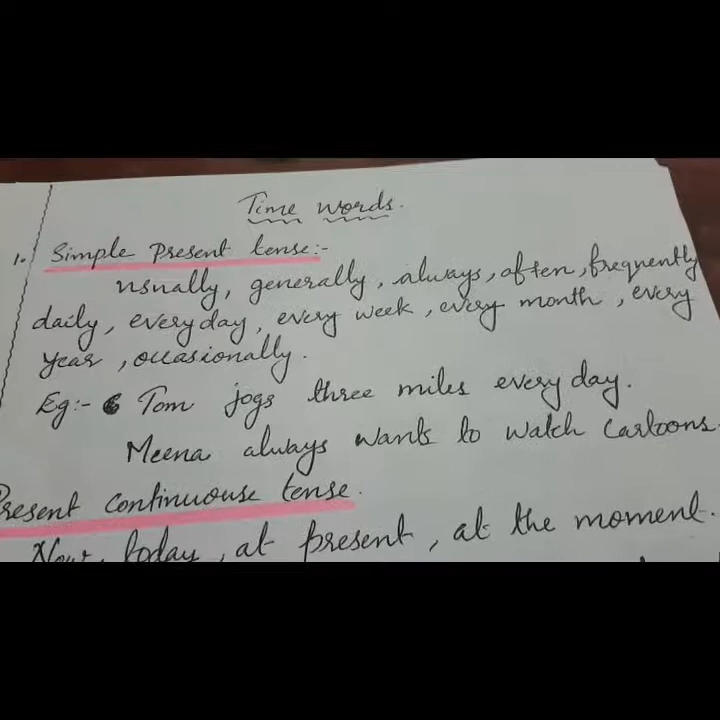 Time words.
1. Simple Present tense:-
usually, generally, always, often, frequently
daily, everyday, every week, every month, every
year, occasionally.
Eg:- Tom jogs three miles everyday.
Meena always wants to watch cartoons.
Present continuouse tense.
Now, today, at present, at the moment.